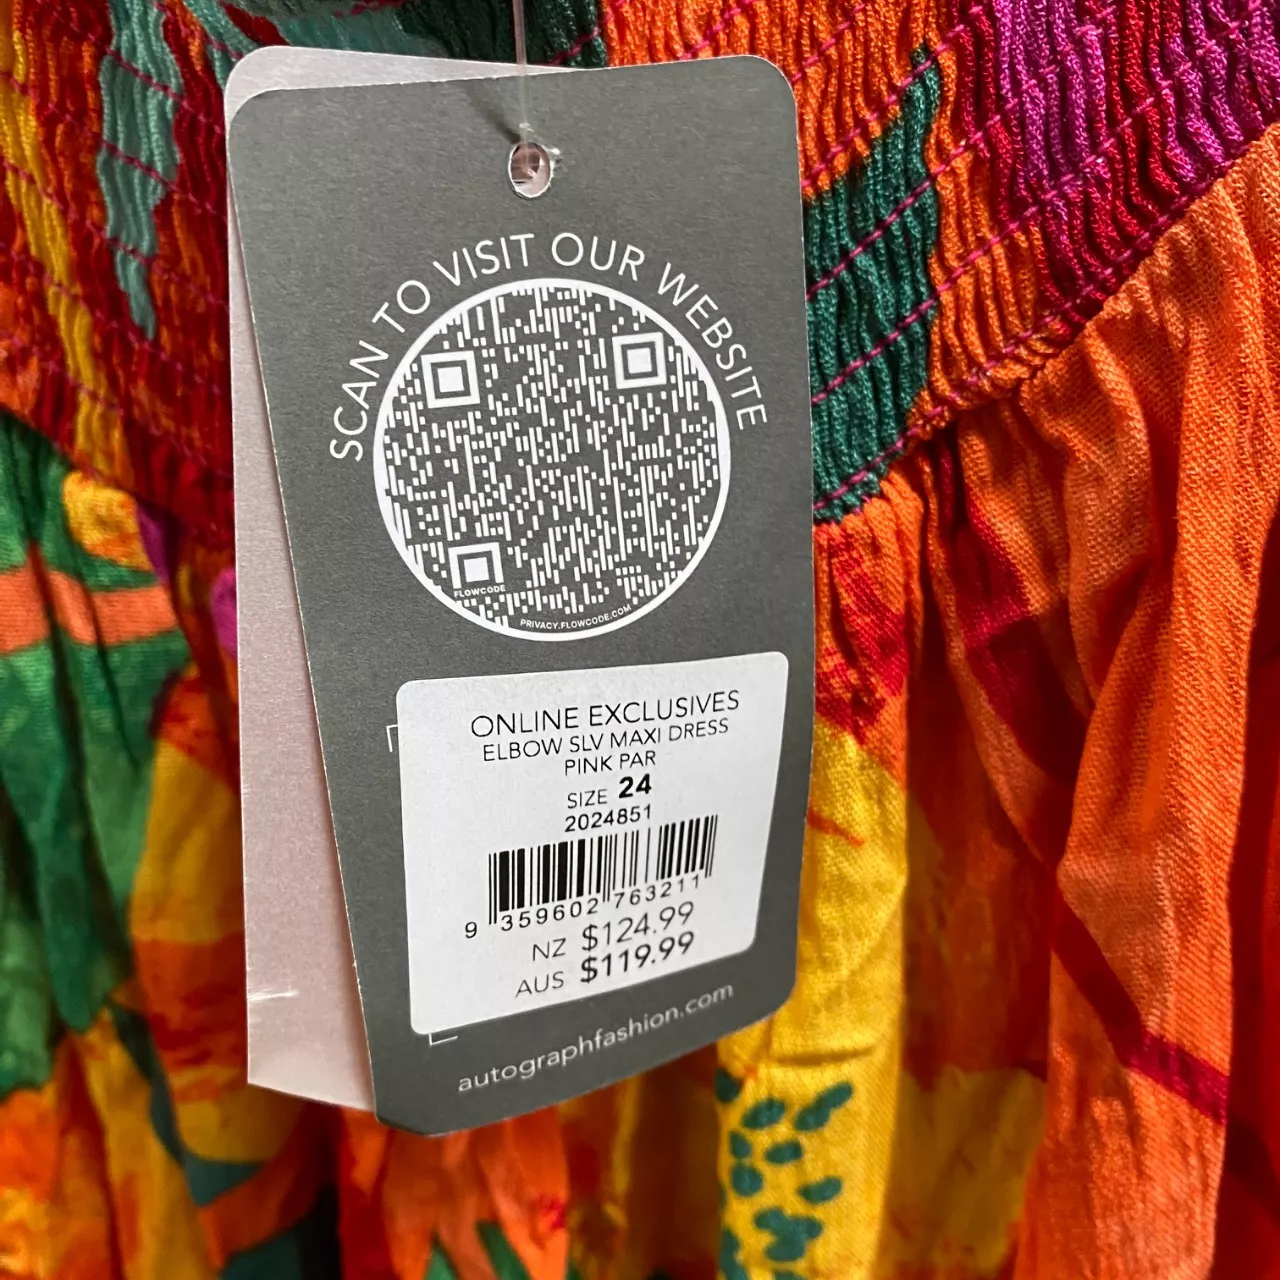 SCAN TO VISIT OUR WEBSITE
FLOWCODE
PRIVACY.FLOWCODE.COM
ONLINE EXCLUSIVES
ELBOW SLV MAXI DRESS
PINK PAR
SIZE 24
2024851
9 359602 763211
NZ $124.99
AUS $119.99
autographfashion.com